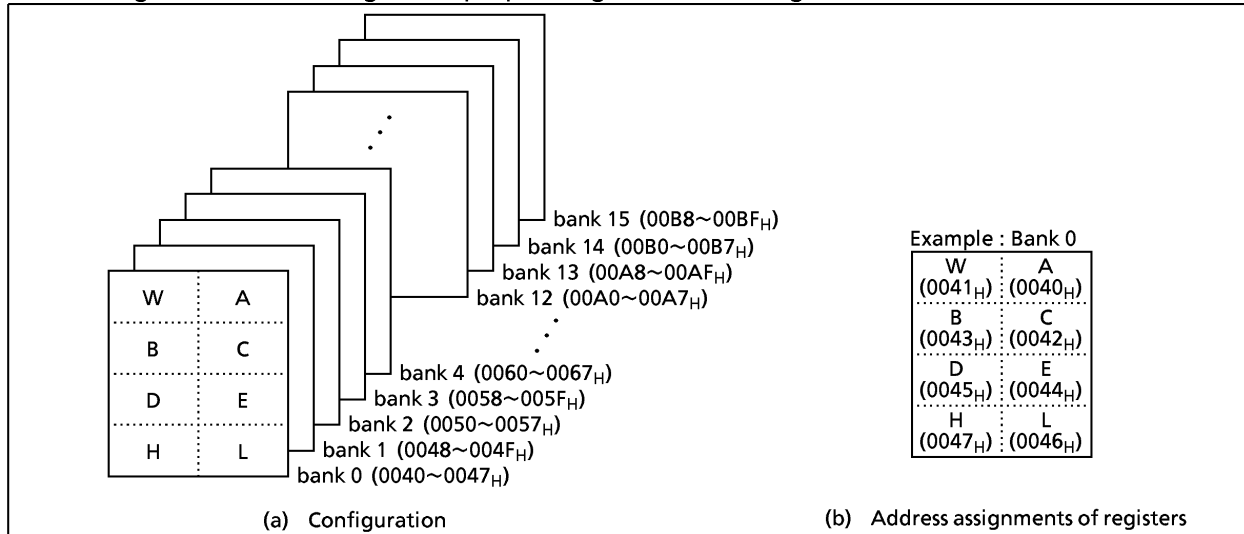 bank 15 (00B8~00BFH)
bank 14 (00B0~00B7H)
bank 13 (00A8~00AFH)
bank 12 (00A0~00A7H)
W A
B C
D E
H L
bank 4 (0060~0067H)
bank 3 (0058~005FH)
bank 2 (0050~0057H)
bank 1 (0048~004FH)
bank 0 (0040~0047H)
(a) Configuration
Example : Bank 0
W A
(0041H) (0040H)
B C
(0043H) (0042H)
D E
(0045H) (0044H)
H L
(0047H) (0046H)
(b) Address assignments of registers